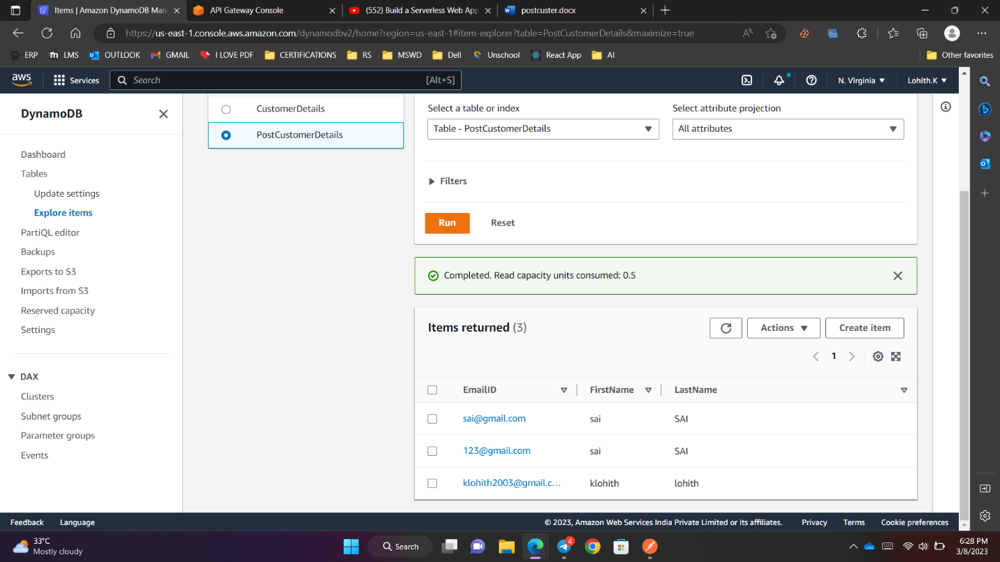 Items | Amazon DynamoDB Man
API Gateway Console
(552) Build a Serverless Web App
postcuster.docx
https://us-east-1.console.aws.amazon.com/dynamodbv2/home?region=us-east-1#item-explorer?table=PostCustomerDetails&maximize=true
ERP LMS OUTLOOK GMAIL I LOVE PDF CERTIFICATIONS RS MSWD Dell Unschool React App AI Other favorites
aws Services Search [Alt+S] N. Virginia Lohith.K
DynamoDB
Dashboard
Tables
Update settings
Explore items
PartiQL editor
Backups
Exports to S3
Imports from S3
Reserved capacity
Settings
DAX
Clusters
Subnet groups
Parameter groups
Events
CustomerDetails
PostCustomerDetails
Select a table or index
Table - PostCustomerDetails
Select attribute projection
All attributes
Filters
Run Reset
Completed. Read capacity units consumed: 0.5
Items returned (3) Actions Create item
1
EmailID FirstName LastName
sai@gmail.com sai SAI
123@gmail.com sai SAI
klohith2003@gmail.c... klohith lohith
Feedback Language © 2023, Amazon Web Services India Private Limited or its affiliates. Privacy Terms Cookie preferences
33°C
Mostly cloudy
Search
4
6:28 PM
3/8/2023